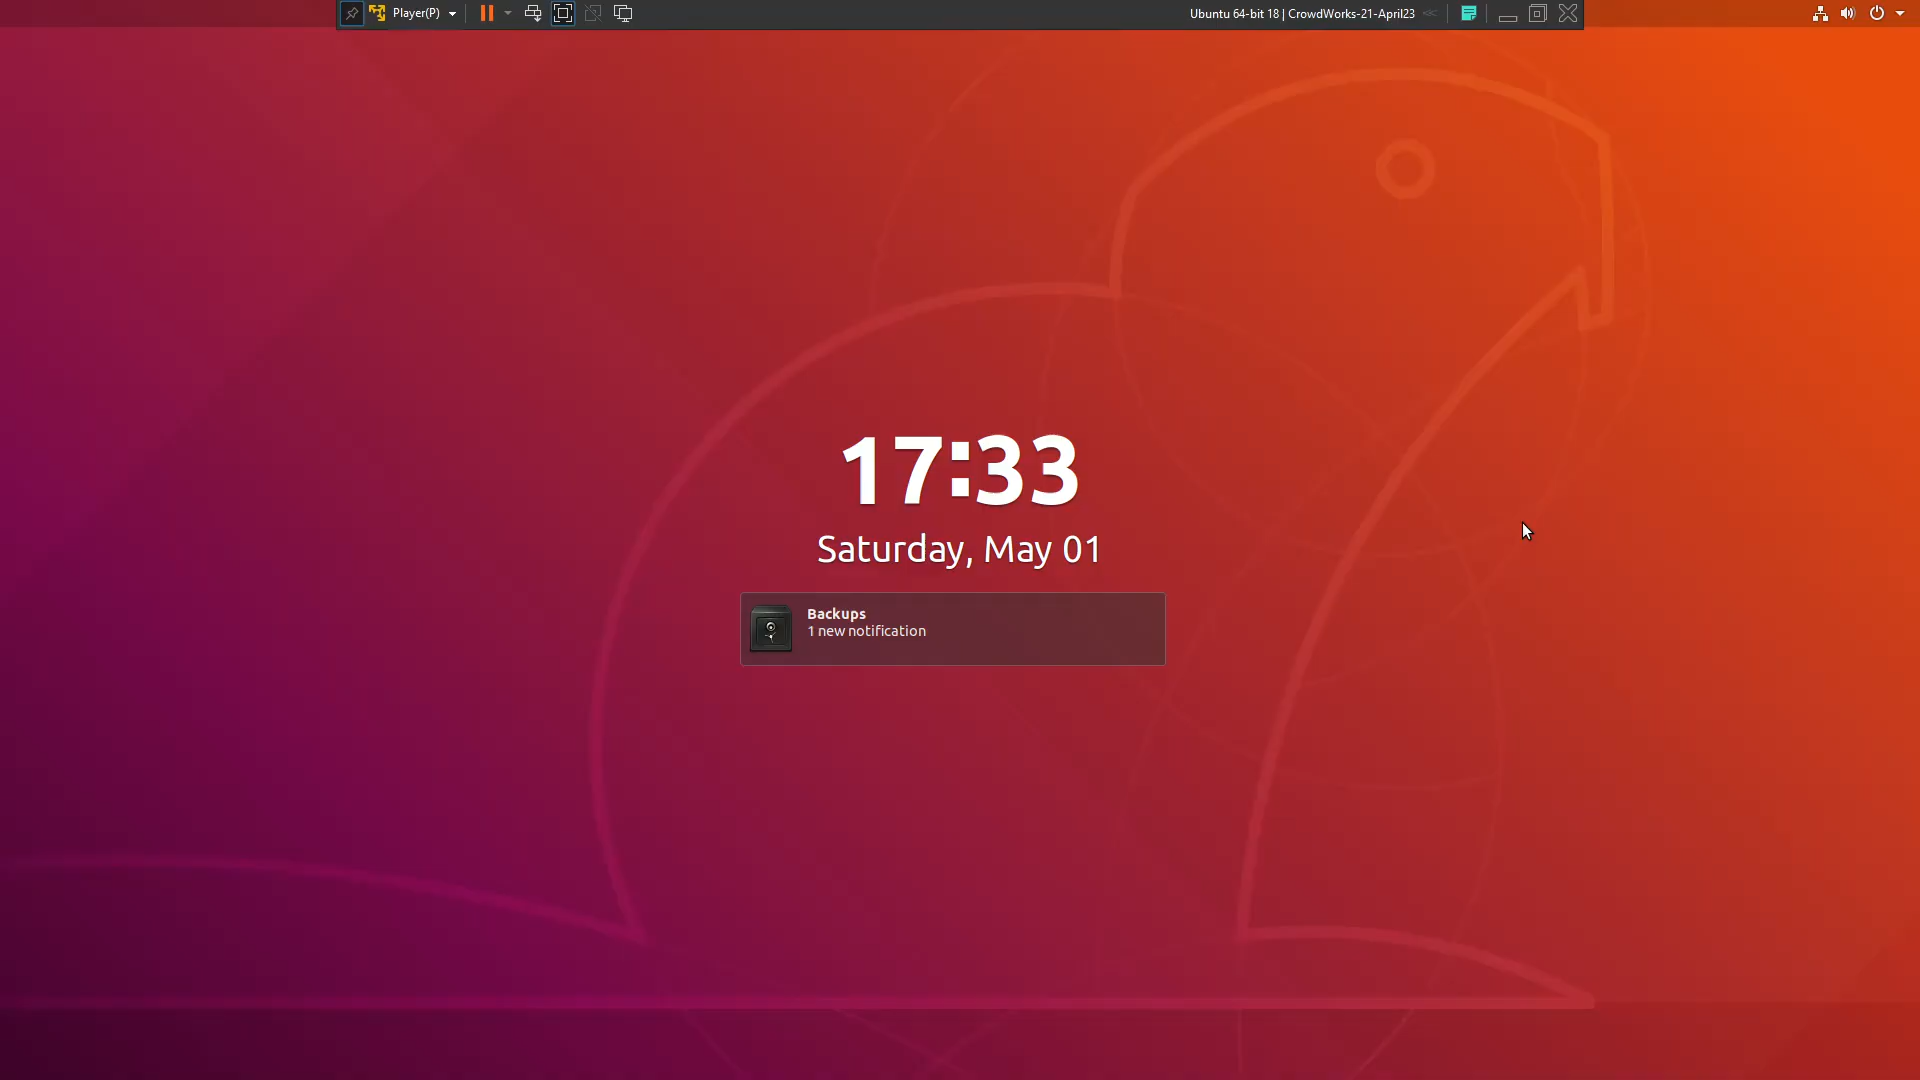 Player(P)
Ubuntu 64-bit 18 | CrowdWorks-21-April23
17:33
Saturday, May 01
Backups
1 new notification